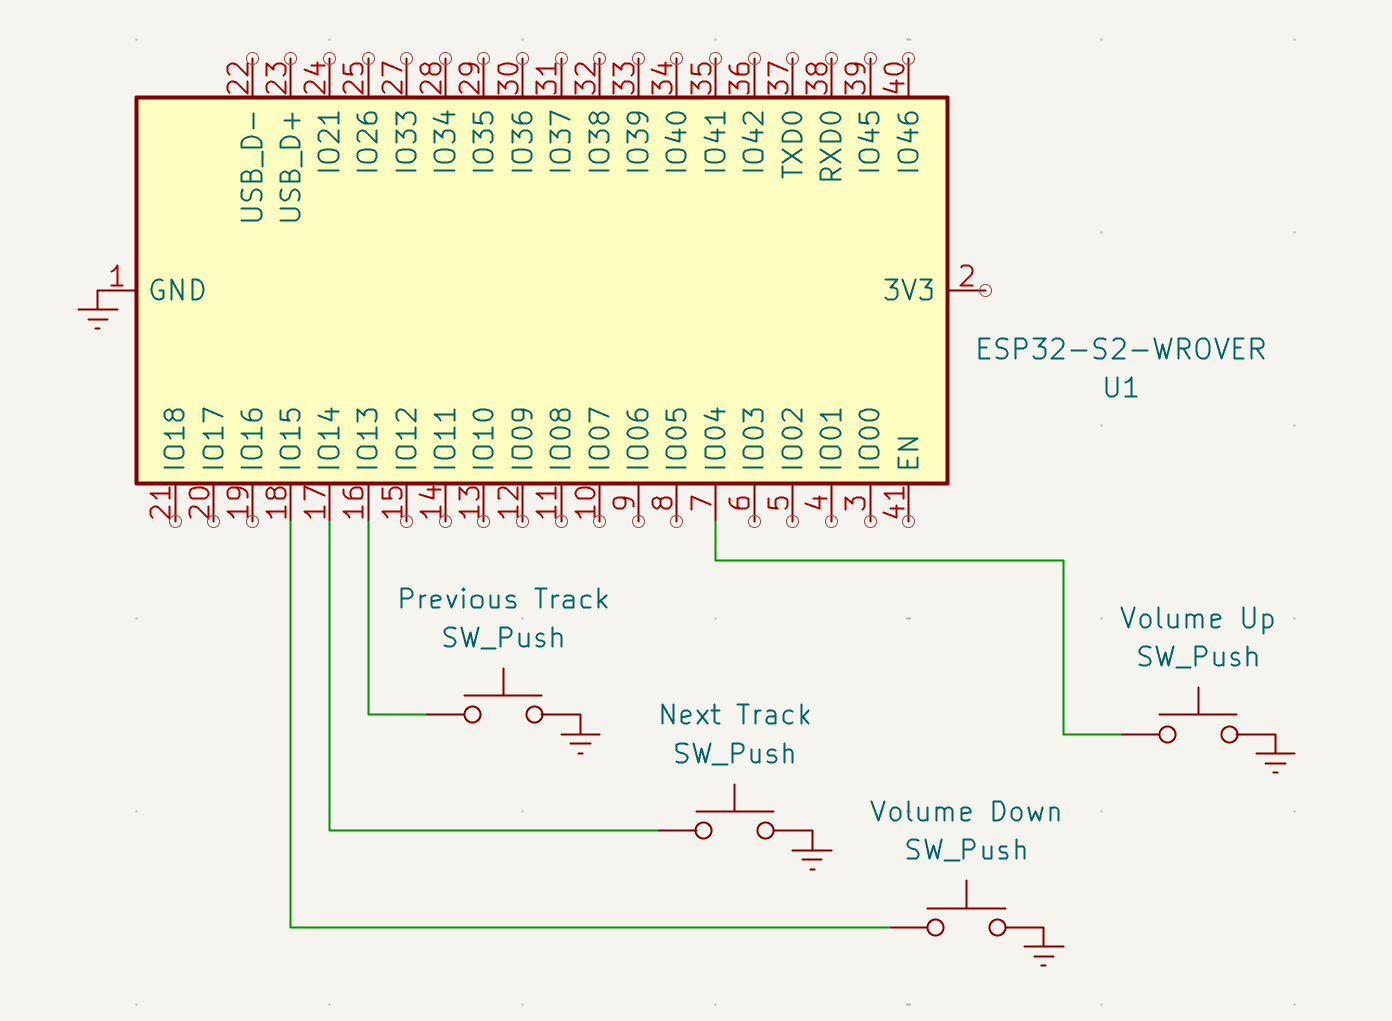 22 23 24 25 27 28 29 30 31 32 33 34 35 36 37 38 39 40
USB_D- USB_D+ IO21 IO26 IO33 IO34 IO35 IO36 IO37 IO38 IO39 IO40 IO41 IO42 TXD0 RXD0 IO45 IO46
1 GND 3V3 2
ESP32-S2-WROVER
U1
IO18 IO17 IO16 IO15 IO14 IO13 IO12 IO11 IO10 IO09 IO08 IO07 IO06 IO05 IO04 IO03 IO02 IO01 IO00 EN
21 20 19 18 17 16 15 14 13 12 11 10 9 8 7 6 5 4 3 41
Previous Track
SW_Push
Volume Up
SW_Push
Next Track
SW_Push
Volume Down
SW_Push